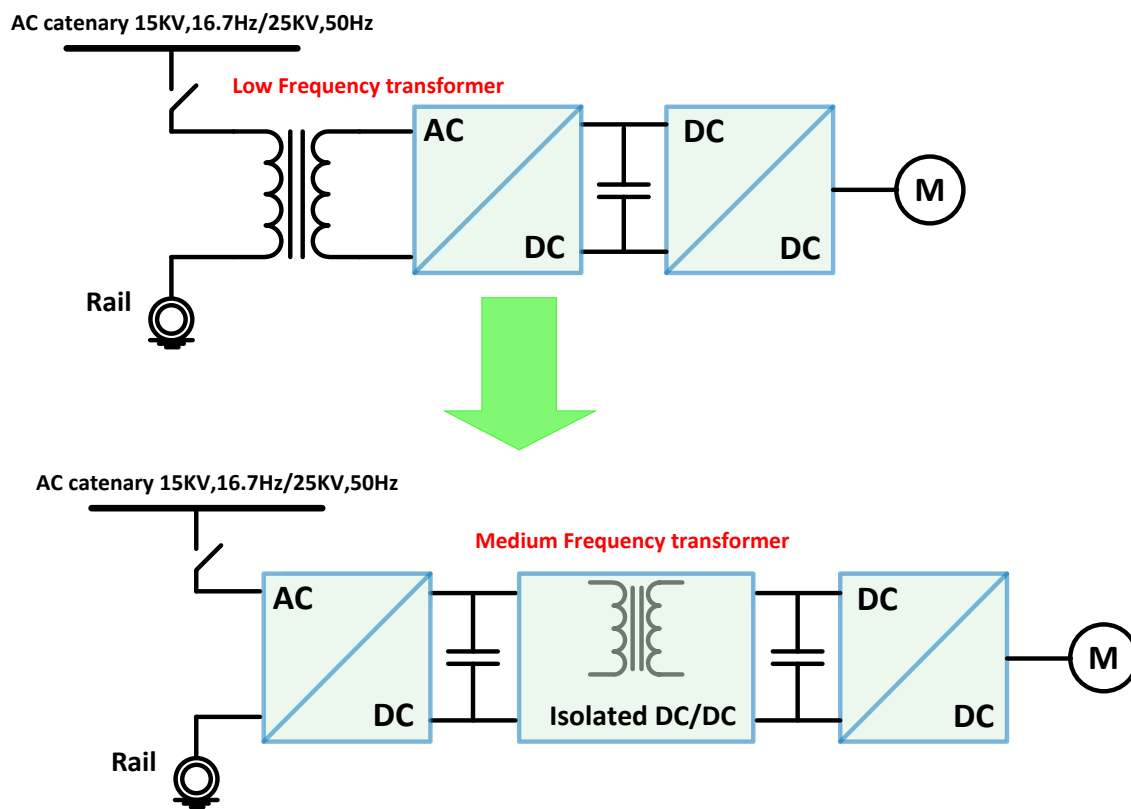 AC catenary 15KV,16.7Hz/25KV,50Hz
Low Frequency transformer
AC
DC
DC
DC
M
Rail
AC catenary 15KV,16.7Hz/25KV,50Hz
Medium Frequency transformer
AC
DC
Isolated DC/DC
DC
DC
M
Rail